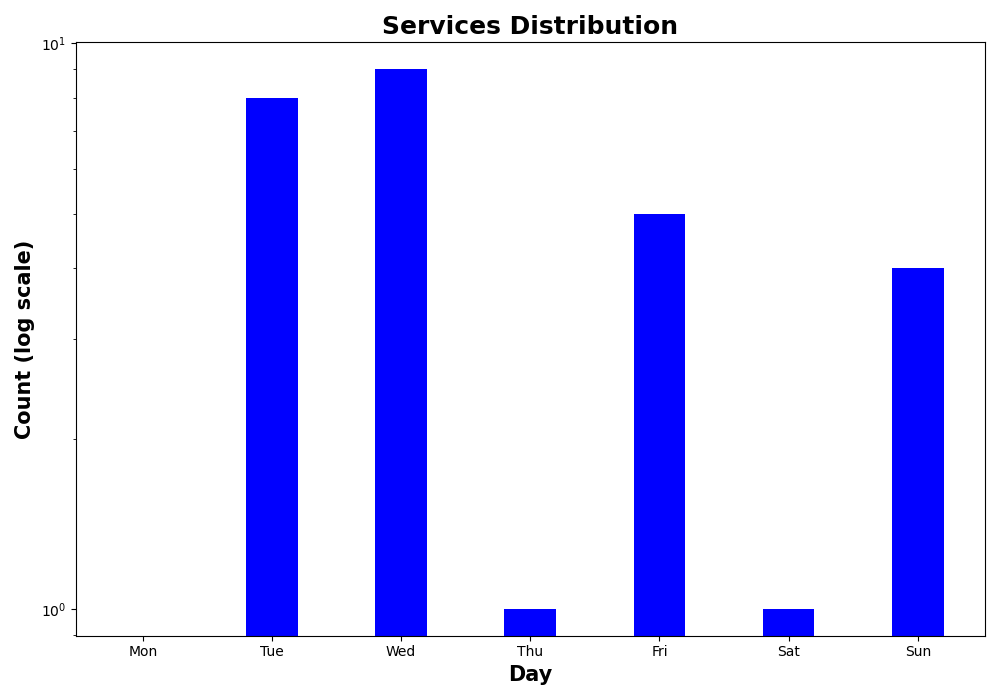 Services Distribution
Count (log scale)
10¹
10⁰
Mon Tue Wed Thu Fri Sat Sun
Day